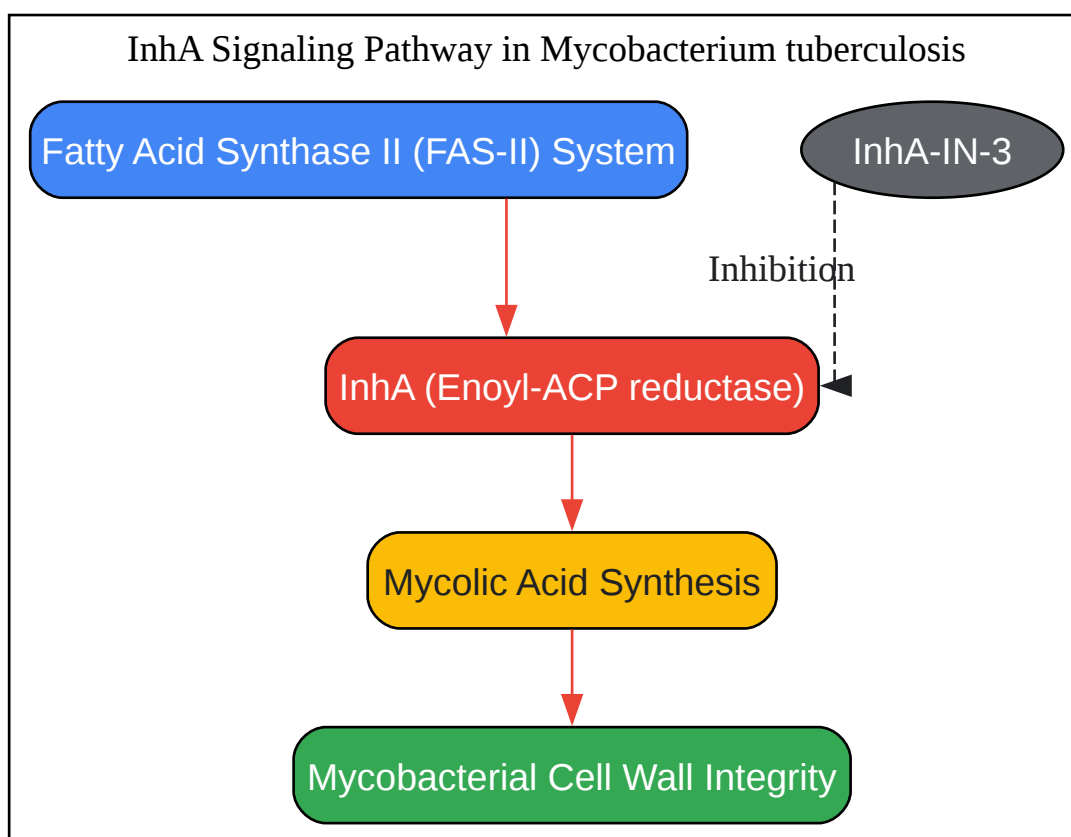 InhA Signaling Pathway in Mycobacterium tuberculosis
Fatty Acid Synthase II (FAS-II) System
InhA-IN-3
Inhibition
InhA (Enoyl-ACP reductase)
Mycolic Acid Synthesis
Mycobacterial Cell Wall Integrity